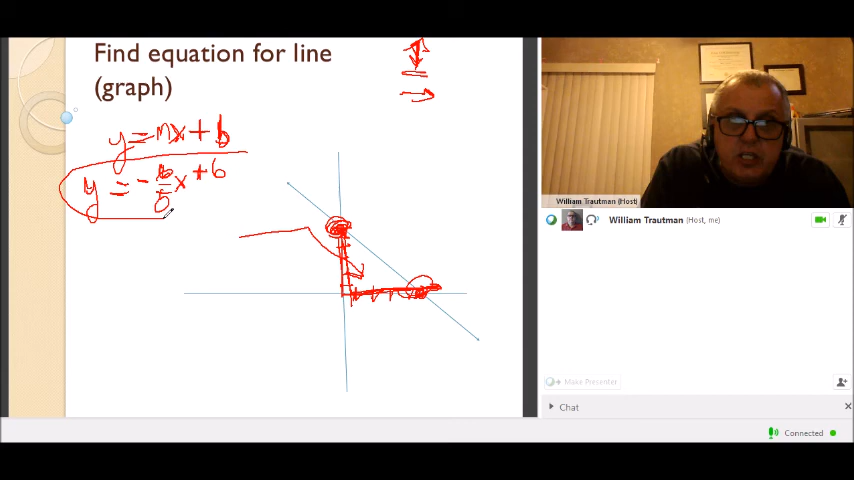 Find equation for line
(graph)
y = mx + b
y = - 6/5 x + 6
William Trautman (Host)
William Trautman (Host, me)
Make Presenter
Chat
Connected